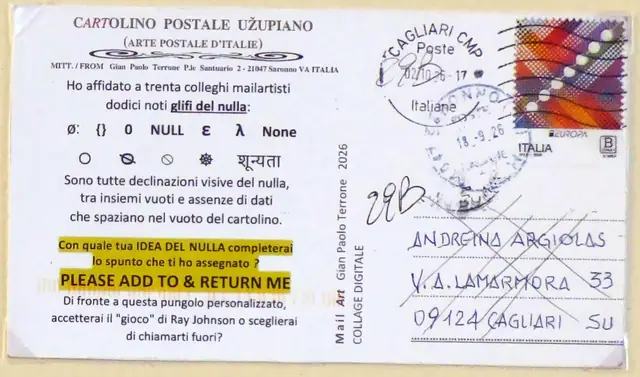 CARTOLINO POSTALE UŽUPIANO
(ARTE POSTALE D'ITALIE)
MITT. / FROM Gian Paolo Terrone P.le Santuario 2 - 21047 Saronno VA ITALIA
Ho affidato a trenta colleghi mailartisti
dodici noti glifi del nulla:
ø: {} 0 NULL ε λ None
शून्यता
Sono tutte declinazioni visive del nulla,
tra insiemi vuoti e assenze di dati
che spaziano nel vuoto del cartolino.
Con quale tua IDEA DEL NULLA completerai
lo spunto che ti ho assegnato ?
PLEASE ADD TO & RETURN ME
Di fronte a questa pungolo personalizzato,
accetterai il "gioco" di Ray Johnson o sceglierai
di chiamarti fuori?
Mail Art Gian Paolo Terrone 2026
COLLAGE DIGITALE
CAGLIARI CMP
Poste
Italiane
18.9.26
EUROPA
ITALIA
B
29B
ANDREINA ARGIOLAS
V. A. LAMARMORA 33
09124 CAGLIARI SU